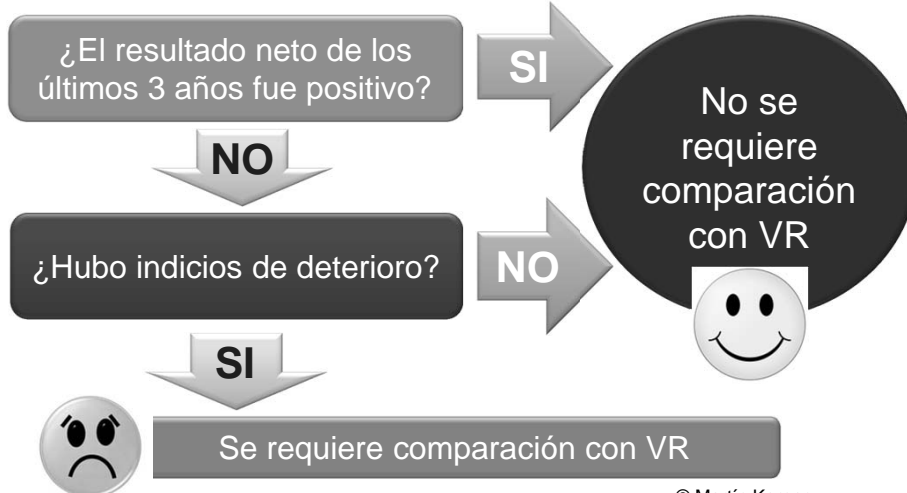 ¿El resultado neto de los
últimos 3 años fue positivo?
SI
No se
requiere
comparación
con VR
NO
¿Hubo indicios de deterioro?
NO
SI
Se requiere comparación con VR
© Martín K